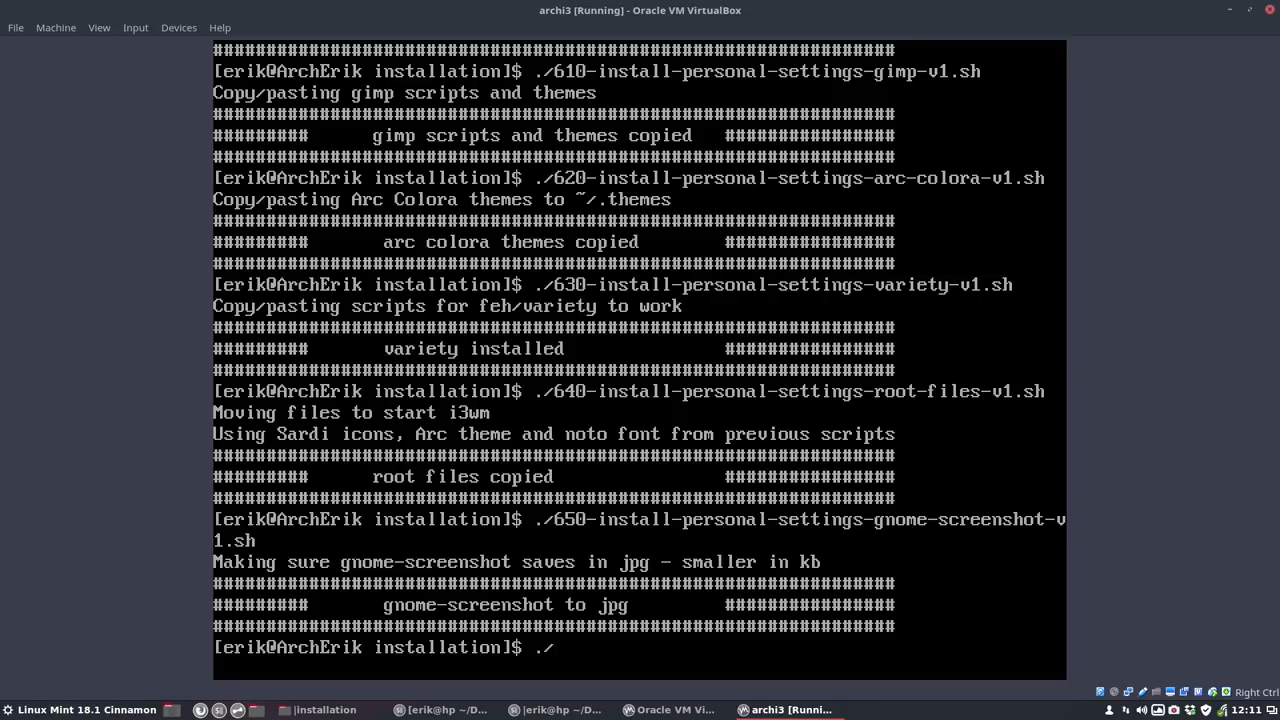 archi3 [Running] - Oracle VM VirtualBox
File Machine View Input Devices Help
################################################################
[erik@ArchErik installation]$ ./610-install-personal-settings-gimp-v1.sh
Copy/pasting gimp scripts and themes
################################################################
#########      gimp scripts and themes copied   ################
################################################################
[erik@ArchErik installation]$ ./620-install-personal-settings-arc-colora-v1.sh
Copy/pasting Arc Colora themes to ~/.themes
################################################################
#########       arc colora themes copied        ################
################################################################
[erik@ArchErik installation]$ ./630-install-personal-settings-variety-v1.sh
Copy/pasting scripts for feh/variety to work
################################################################
#########       variety installed               ################
################################################################
[erik@ArchErik installation]$ ./640-install-personal-settings-root-files-v1.sh
Moving files to start i3wm
Using Sardi icons, Arc theme and noto font from previous scripts
################################################################
#########      root files copied                ################
################################################################
[erik@ArchErik installation]$ ./650-install-personal-settings-gnome-screenshot-v
1.sh
Making sure gnome-screenshot saves in jpg - smaller in kb
################################################################
#########       gnome-screenshot to jpg         ################
################################################################
[erik@ArchErik installation]$ ./
Right Ctrl
Linux Mint 18.1 Cinnamon |installation [erik@hp ~/D... |erik@hp ~/D... Oracle VM Vi... archi3 [Runni... 12:11